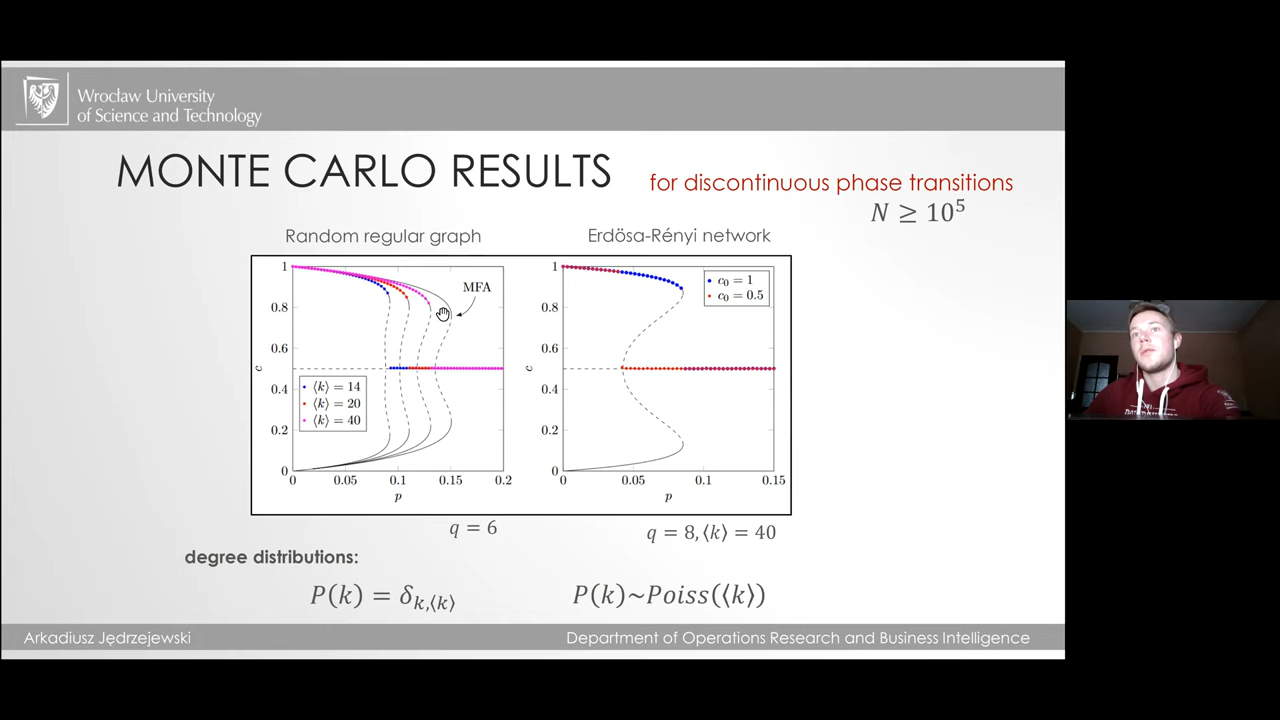 Wrocław University
of Science and Technology
MONTE CARLO RESULTS
for discontinuous phase transitions
N ≥ 10⁵
Random regular graph
Erdösa-Rényi network
1
0.8
0.6
0.4
0.2
0
c
MFA
⟨k⟩ = 14
⟨k⟩ = 20
⟨k⟩ = 40
0 0.05 0.1 0.15 0.2
p
1
0.8
0.6
0.4
0.2
0
c
c₀ = 1
c₀ = 0.5
0 0.05 0.1 0.15
p
q = 6
q = 8, ⟨k⟩ = 40
degree distributions:
P(k) = δₖ,⟨ₖ⟩
P(k)~Poiss(⟨k⟩)
Arkadiusz Jędrzejewski
Department of Operations Research and Business Intelligence